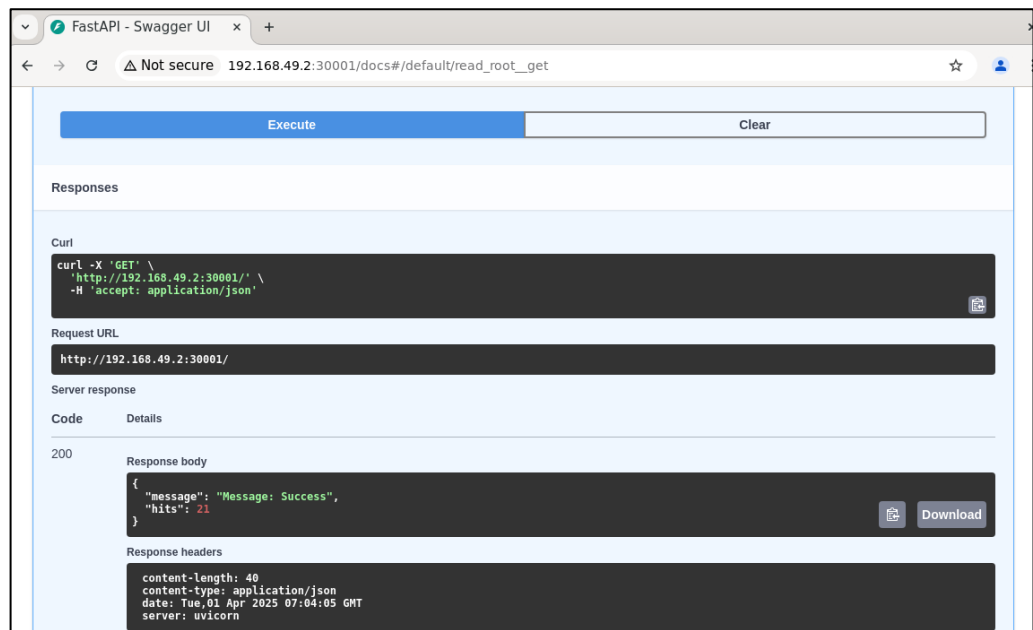 FastAPI - Swagger UI
Not secure 192.168.49.2:30001/docs#/default/read_root__get
Execute Clear
Responses
Curl
curl -X 'GET' \
'http://192.168.49.2:30001/' \
-H 'accept: application/json'
Request URL
http://192.168.49.2:30001/
Server response
Code Details
200
Response body
{
"message": "Message: Success",
"hits": 21
}
Download
Response headers
content-length: 40
content-type: application/json
date: Tue,01 Apr 2025 07:04:05 GMT
server: uvicorn